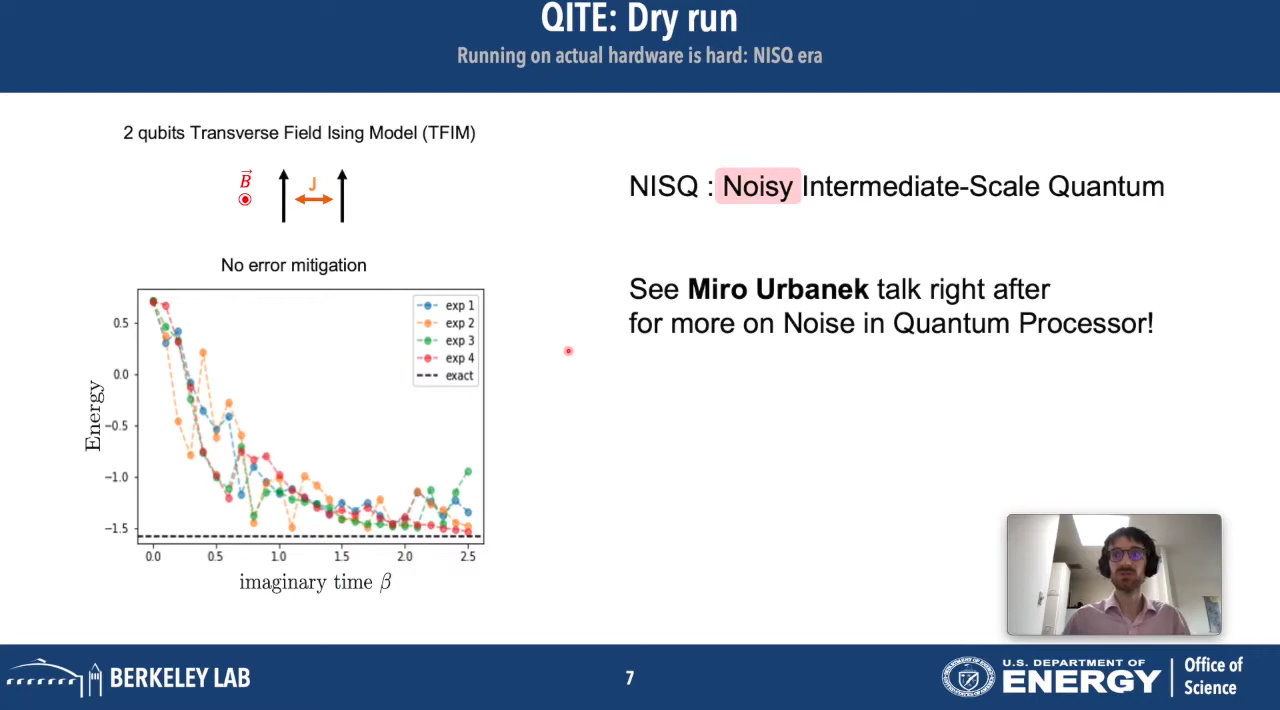 QITE: Dry run
Running on actual hardware is hard: NISQ era
2 qubits Transverse Field Ising Model (TFIM)
B
J
No error mitigation
exp 1
exp 2
exp 3
exp 4
exact
0.5
0.0
−0.5
−1.0
−1.5
Energy
0.0 0.5 1.0 1.5 2.0 2.5
imaginary time β
NISQ : Noisy Intermediate-Scale Quantum
See Miro Urbanek talk right after
for more on Noise in Quantum Processor!
BERKELEY LAB
7
U.S. DEPARTMENT OF
ENERGY
Office of
Science